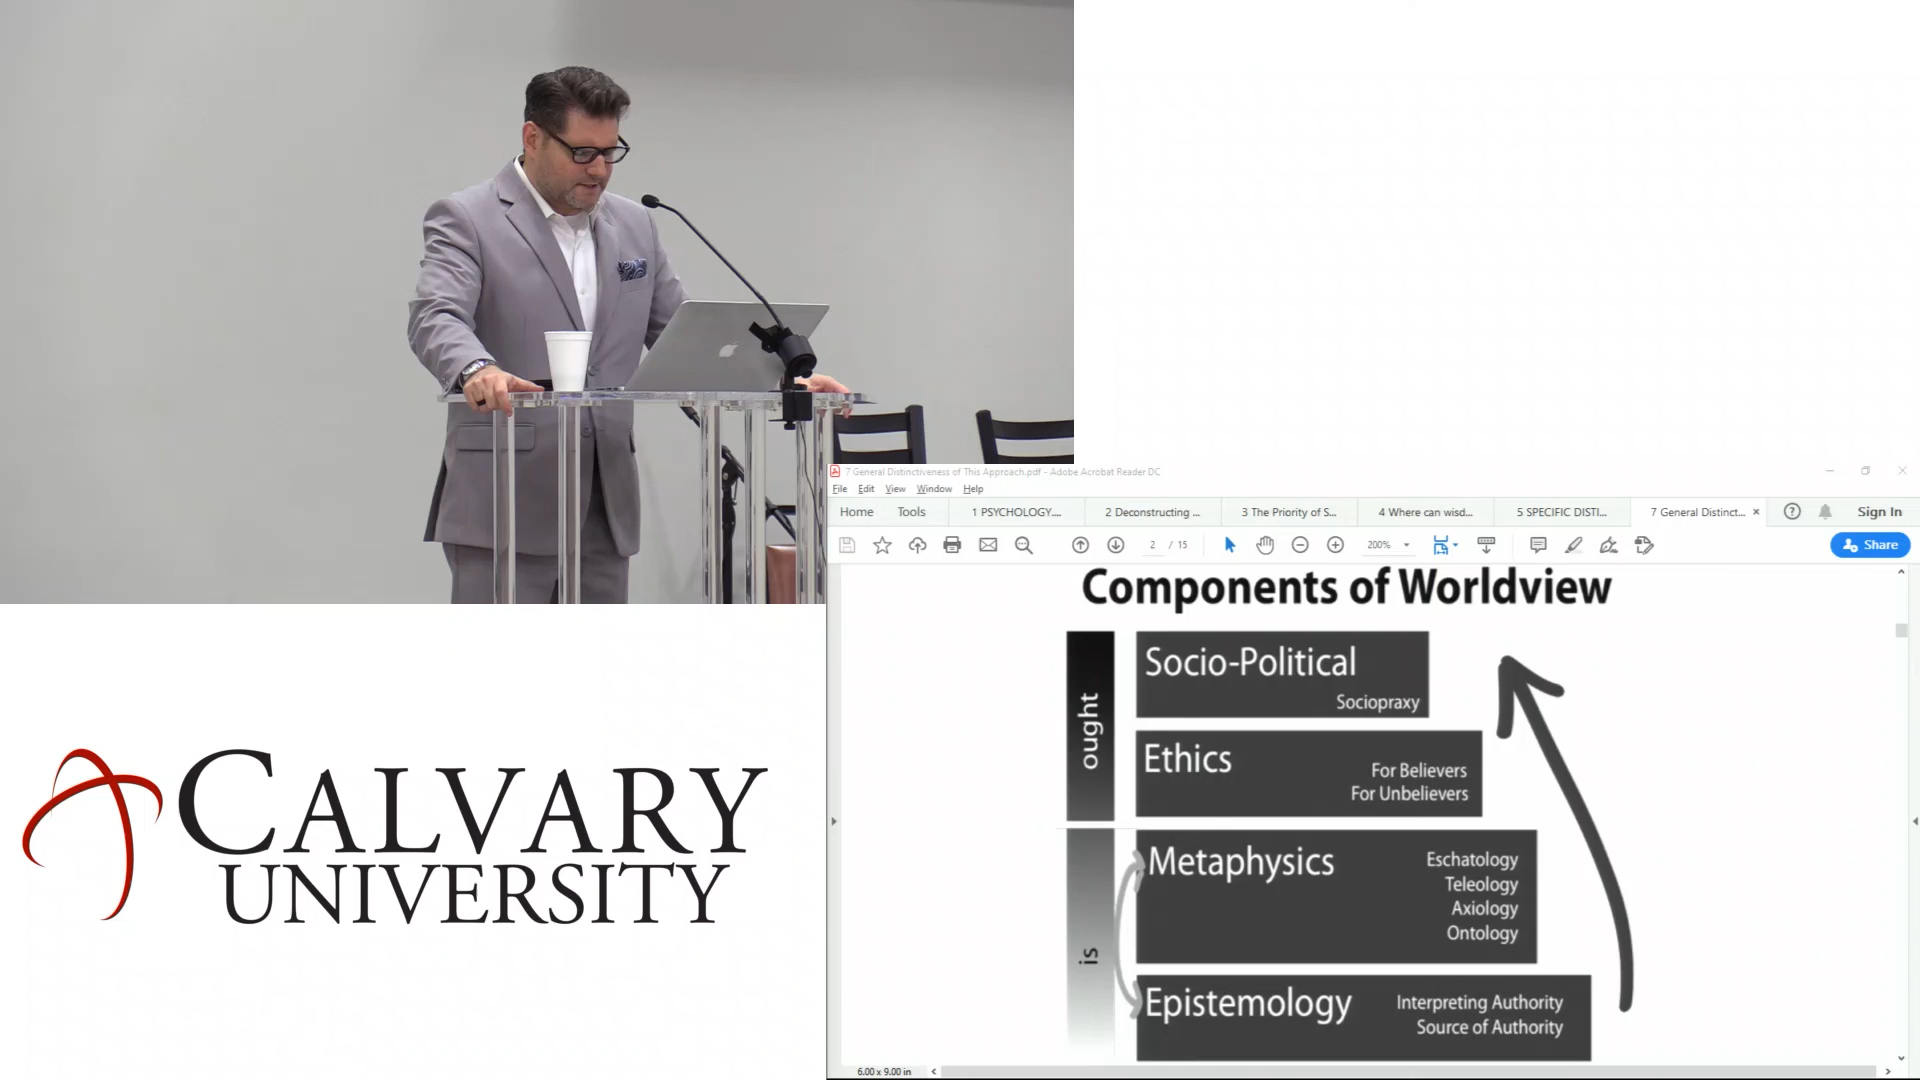 7 General Distinctiveness of This Approach.pdf - Adobe Acrobat Reader DC
File Edit View Window Help
Home Tools 1 PSYCHOLOGY.... 2 Deconstructing ... 3 The Priority of S... 4 Where can wisd... 5 SPECIFIC DISTI... 7 General Distinct... × Sign In
2 / 15 200% Share
Components of Worldview
ought
Socio-Political
Sociopraxy
Ethics
For Believers
For Unbelievers
is
Metaphysics
Eschatology
Teleology
Axiology
Ontology
Epistemology
Interpreting Authority
Source of Authority
6.00 x 9.00 in
CALVARY
UNIVERSITY